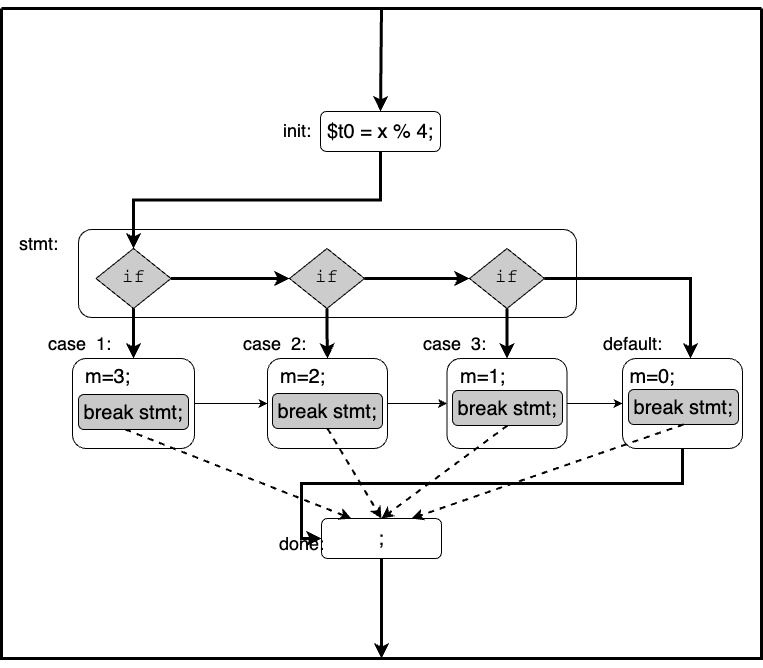 init:
$t0 = x % 4;
stmt:
if
if
if
case 1:
case 2:
case 3:
default:
m=3;
m=2;
m=1;
m=0;
break stmt;
break stmt;
break stmt;
break stmt;
done:
;